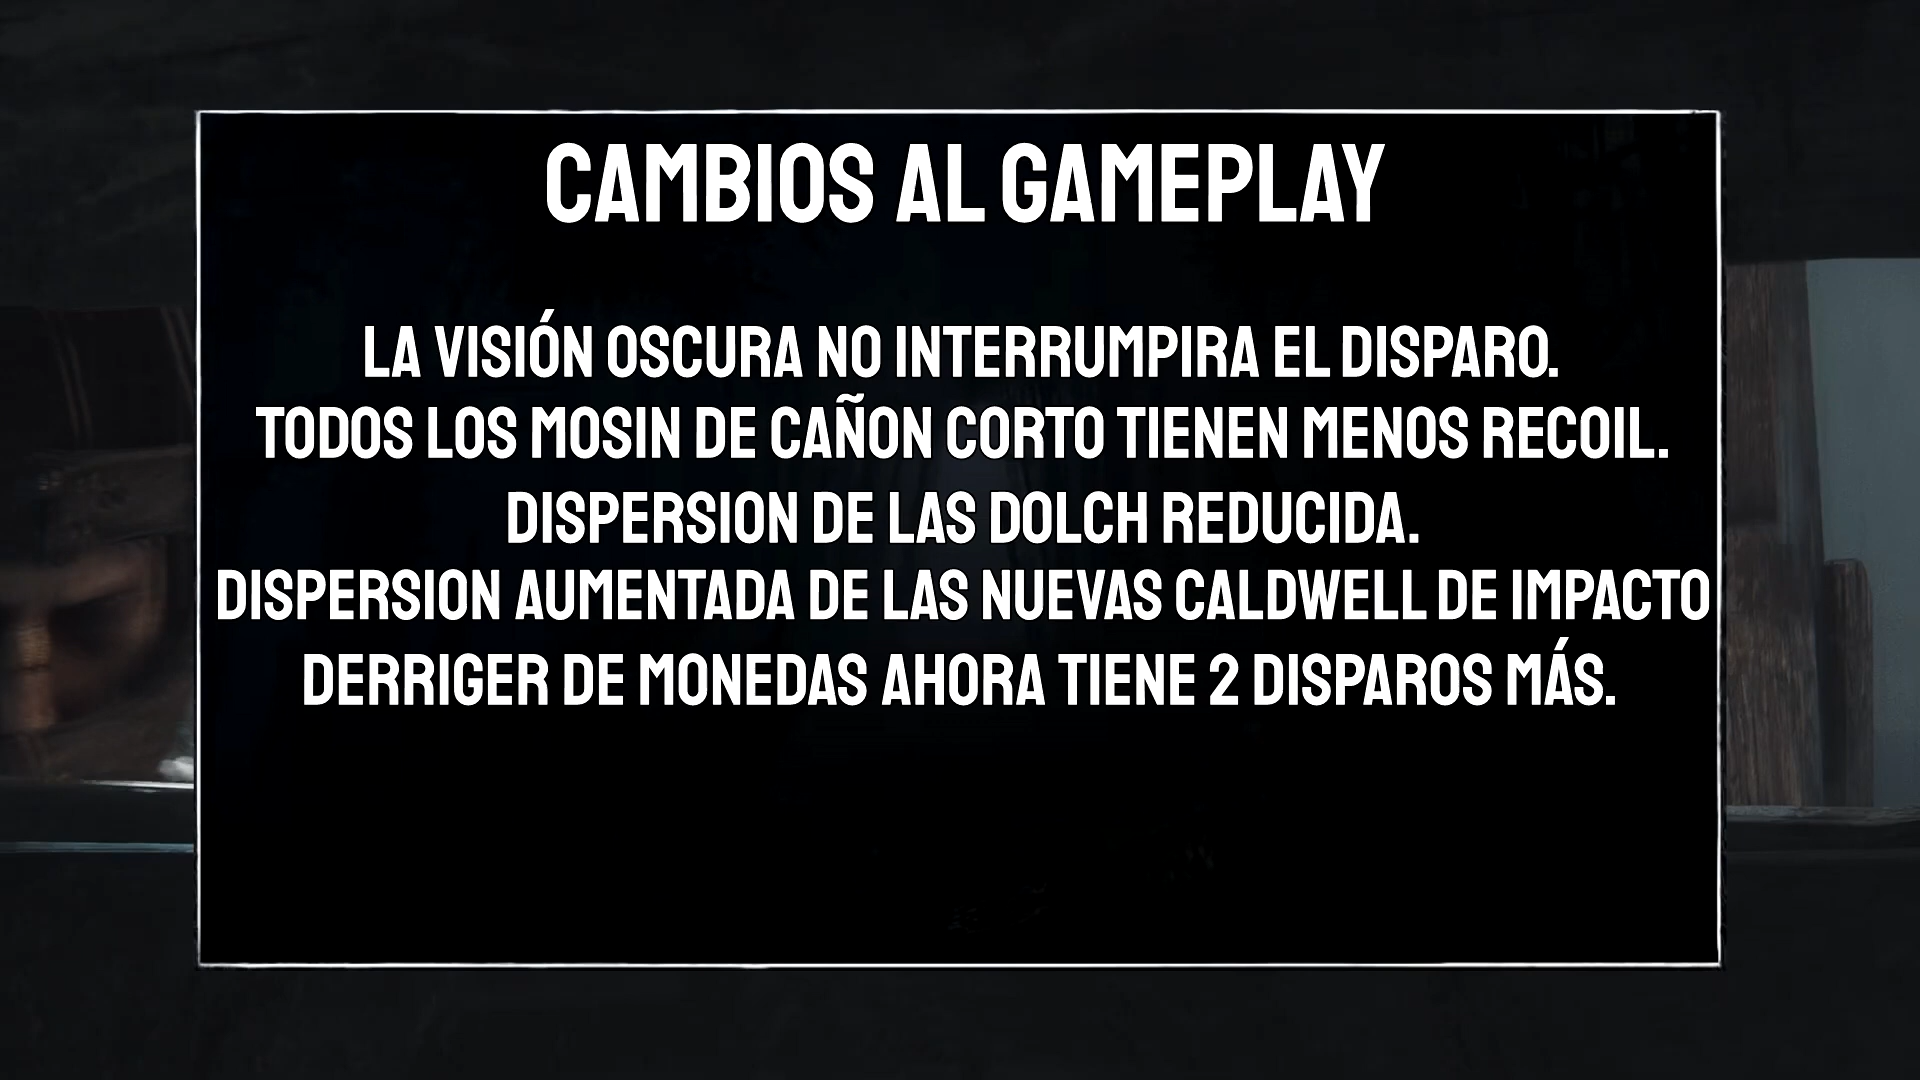 CAMBIOS AL GAMEPLAY
LA VISIÓN OSCURA NO INTERRUMPIRA EL DISPARO.
TODOS LOS MOSIN DE CAÑON CORTO TIENEN MENOS RECOIL.
DISPERSION DE LAS DOLCH REDUCIDA.
DISPERSION AUMENTADA DE LAS NUEVAS CALDWELL DE IMPACTO
DERRIGER DE MONEDAS AHORA TIENE 2 DISPAROS MÁS.